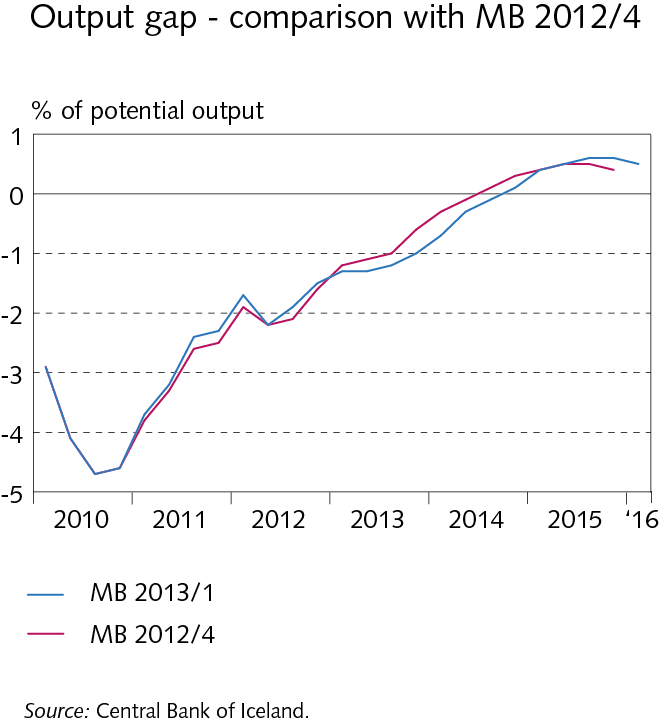 Output gap - comparison with MB 2012/4
% of potential output
1
0
-1
-2
-3
-4
-5
2010 2011 2012 2013 2014 2015 ‘16
MB 2013/1
MB 2012/4
Source: Central Bank of Iceland.